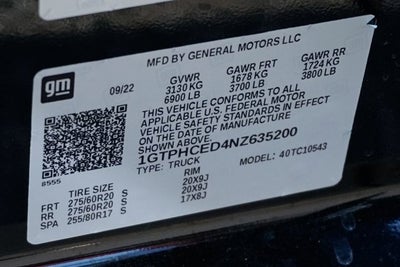 MFD BY GENERAL MOTORS LLC
gm
09/22
GVWR GAWR FRT GAWR RR
3130 KG 1678 KG 1724 KG
6900 LB 3700 LB 3800 LB
THIS VEHICLE CONFORMS TO ALL
APPLICABLE U.S. FEDERAL MOTOR
VEHICLE SAFETY STANDARDS IN EFFECT
ON THE DATE OF MANUFACTURE SHOWN ABOVE.
1GTPHCED4NZ635200
8555
TYPE: TRUCK MODEL: 40TC10543
TIRE SIZE RIM
FRT 275/60R20 S 20X9J
RR 275/60R20 S 20X9J
SP 255/80R17 S 17X8J